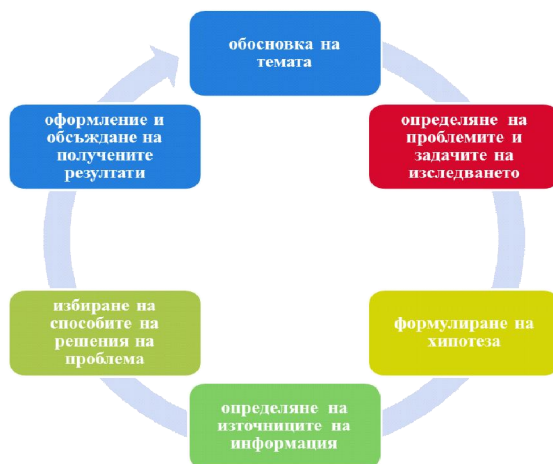 обосновка на
темата
определяне на
проблемите и
задачите на
изследването
формулиране на
хипотеза
определяне на
източниците на
информация
избиране на
способите на
решения на
проблема
оформление и
обсъждане на
получените
резултати